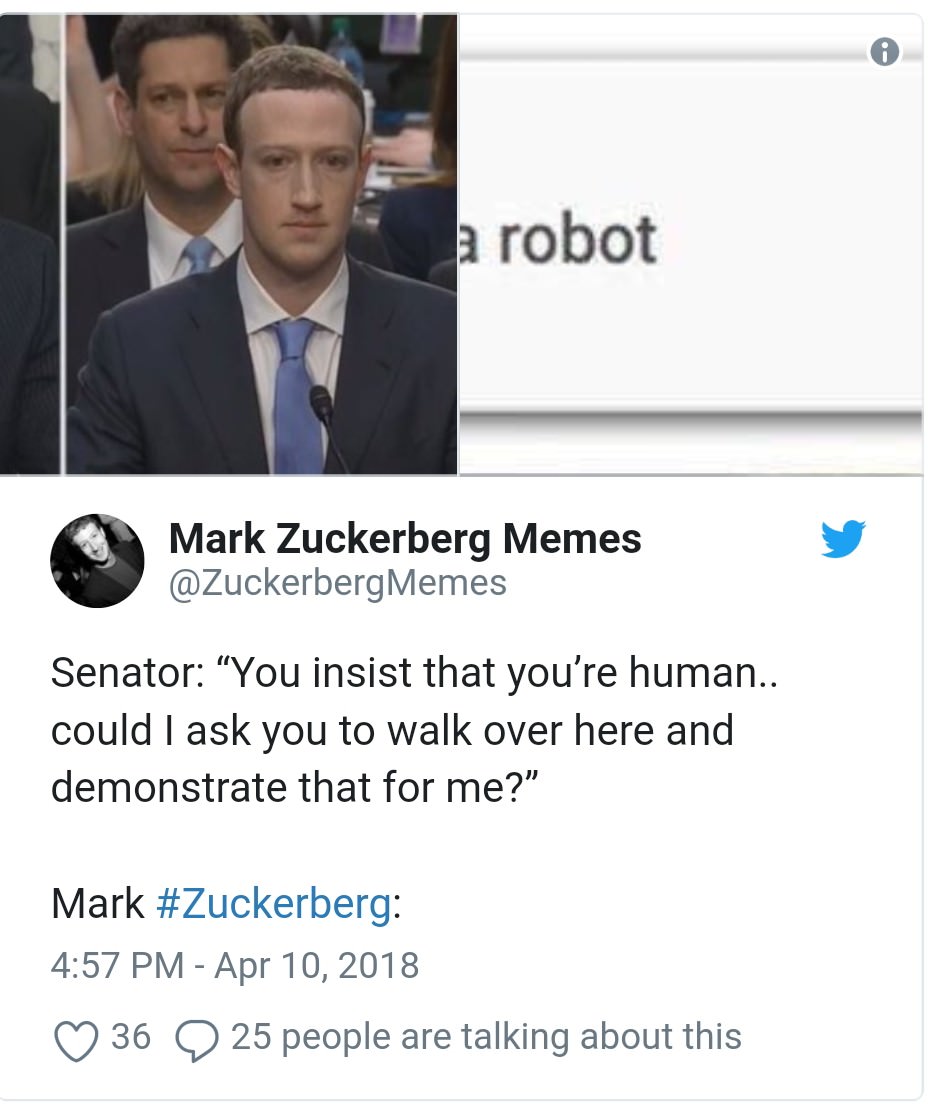 a robot
Mark Zuckerberg Memes
@ZuckerbergMemes
Senator: “You insist that you’re human..
could I ask you to walk over here and
demonstrate that for me?”
Mark #Zuckerberg:
4:57 PM - Apr 10, 2018
36 25 people are talking about this